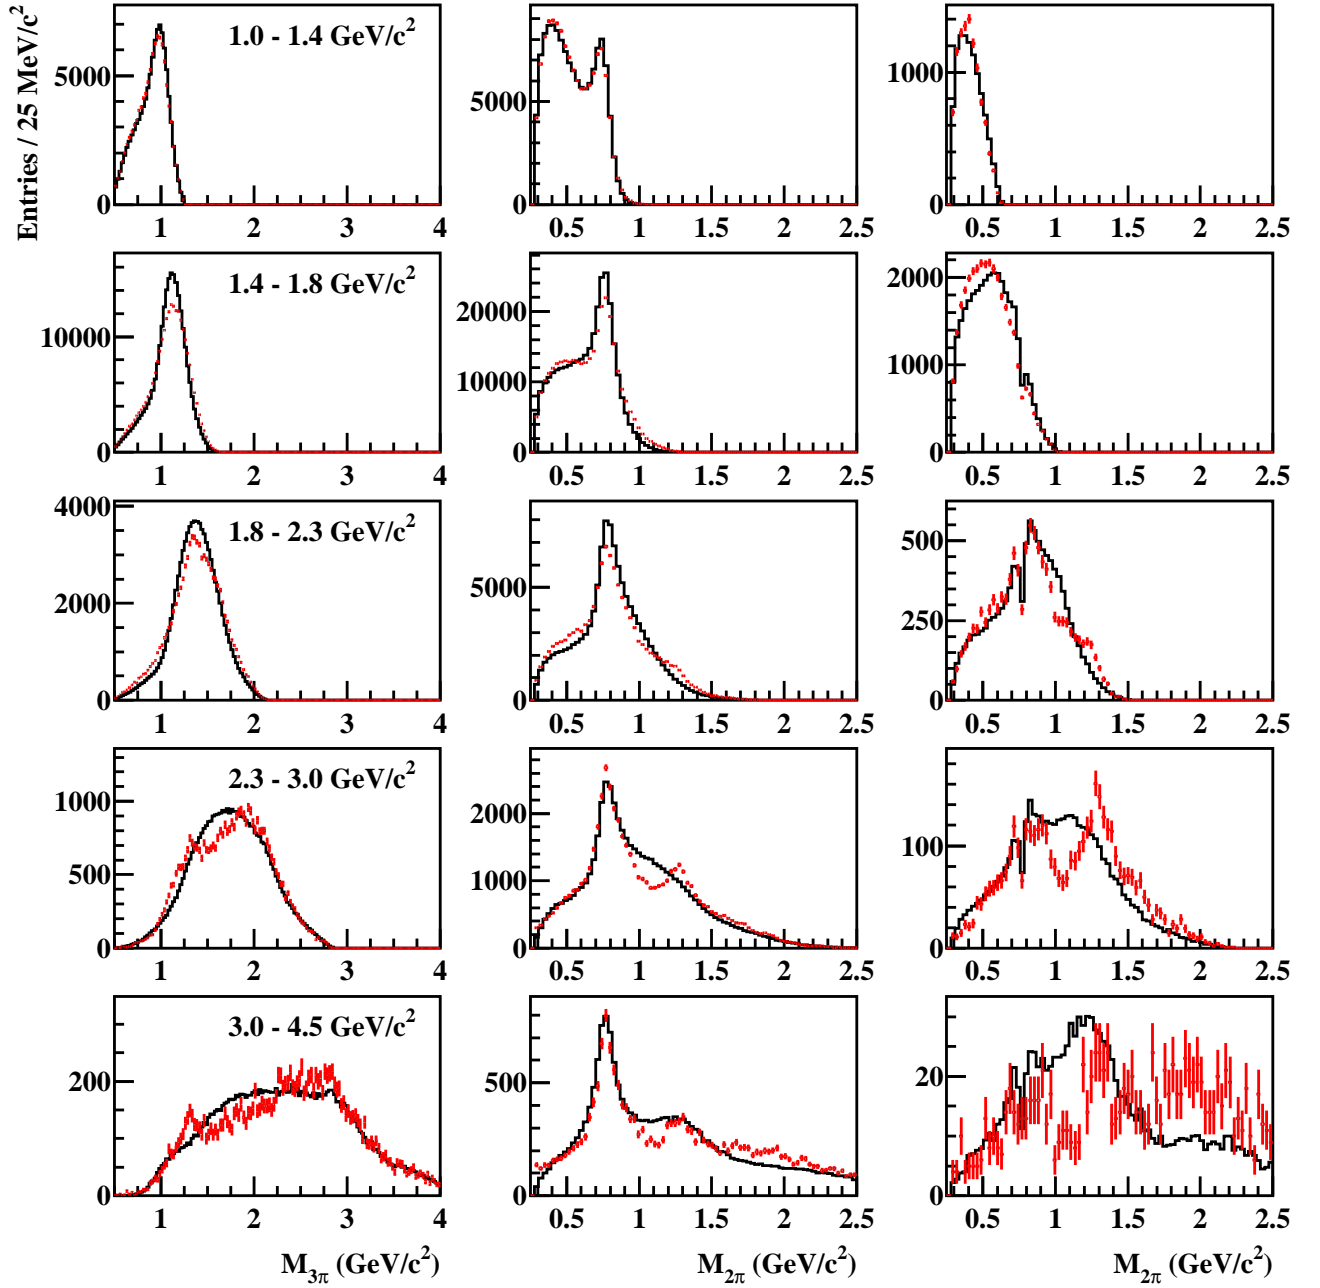 Entries / 25 MeV/c²
1.0 - 1.4 GeV/c²
5000
0
1 2 3 4
5000
0
0.5 1 1.5 2 2.5
1000
0
0.5 1 1.5 2 2.5
1.4 - 1.8 GeV/c²
10000
0
1 2 3 4
20000
10000
0
0.5 1 1.5 2 2.5
2000
1000
0
0.5 1 1.5 2 2.5
1.8 - 2.3 GeV/c²
4000
2000
0
1 2 3 4
5000
0
0.5 1 1.5 2 2.5
500
250
0
0.5 1 1.5 2 2.5
2.3 - 3.0 GeV/c²
1000
500
0
1 2 3 4
2000
1000
0
0.5 1 1.5 2 2.5
100
0
0.5 1 1.5 2 2.5
3.0 - 4.5 GeV/c²
200
0
1 2 3 4
500
0
0.5 1 1.5 2 2.5
20
0
0.5 1 1.5 2 2.5
M3π (GeV/c²)
M2π (GeV/c²)
M2π (GeV/c²)